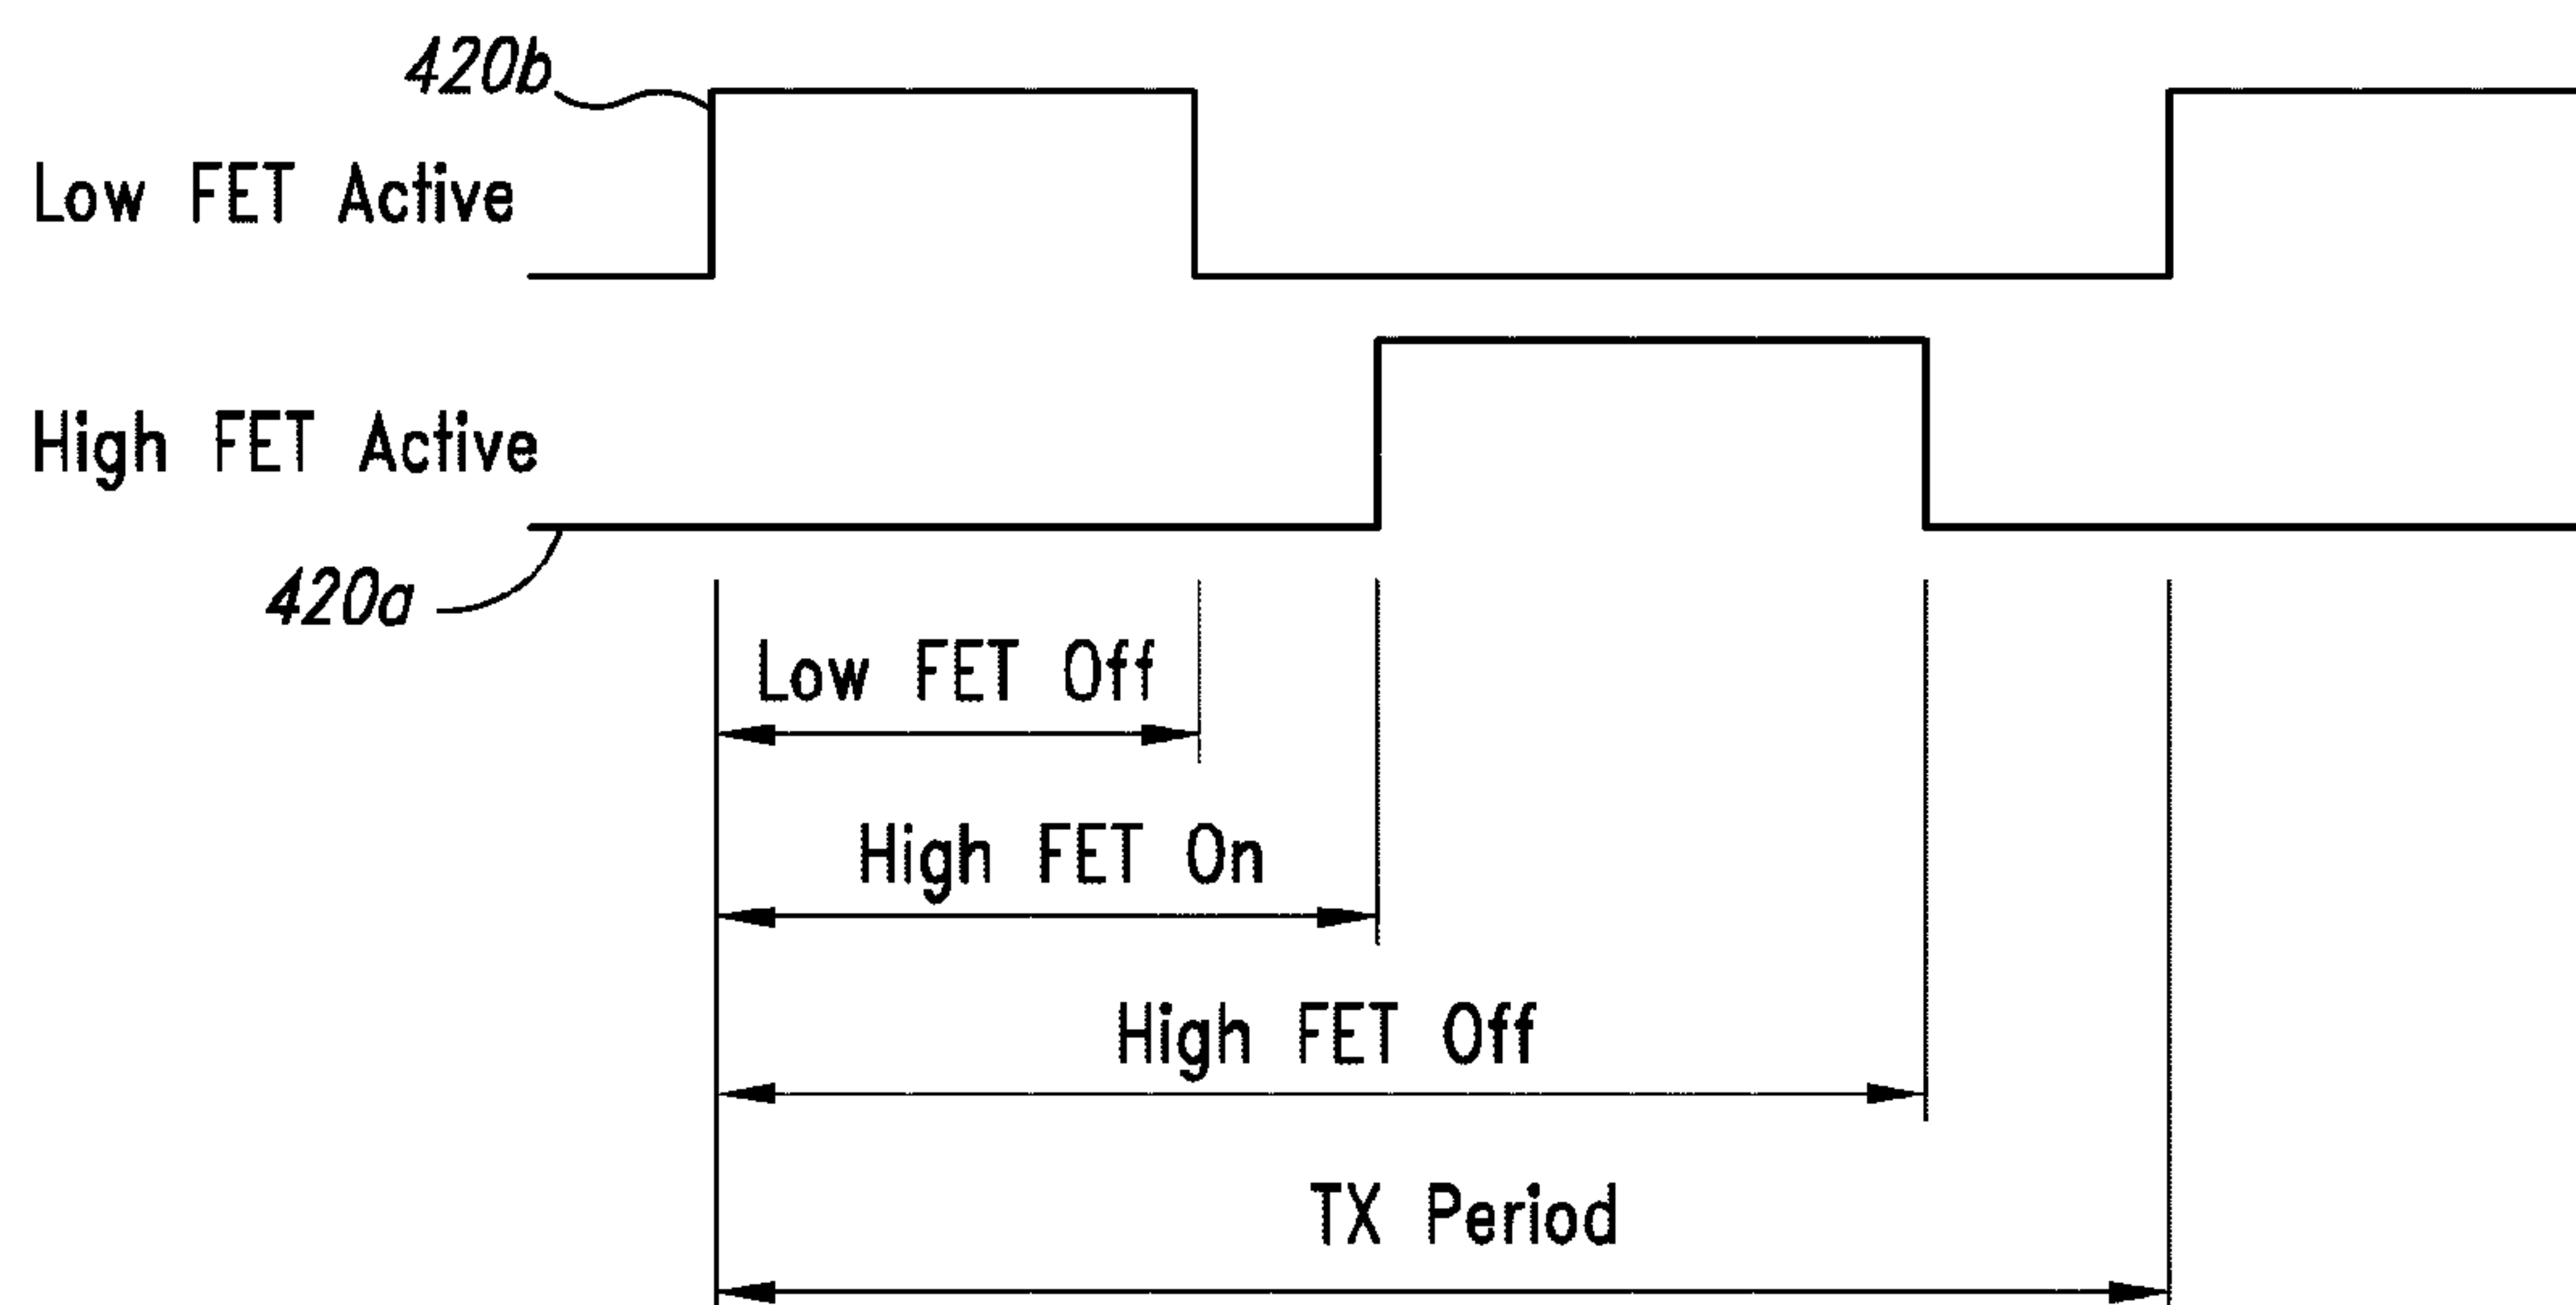 420b
Low FET Active
High FET Active
420a
Low FET Off
High FET On
High FET Off
TX Period